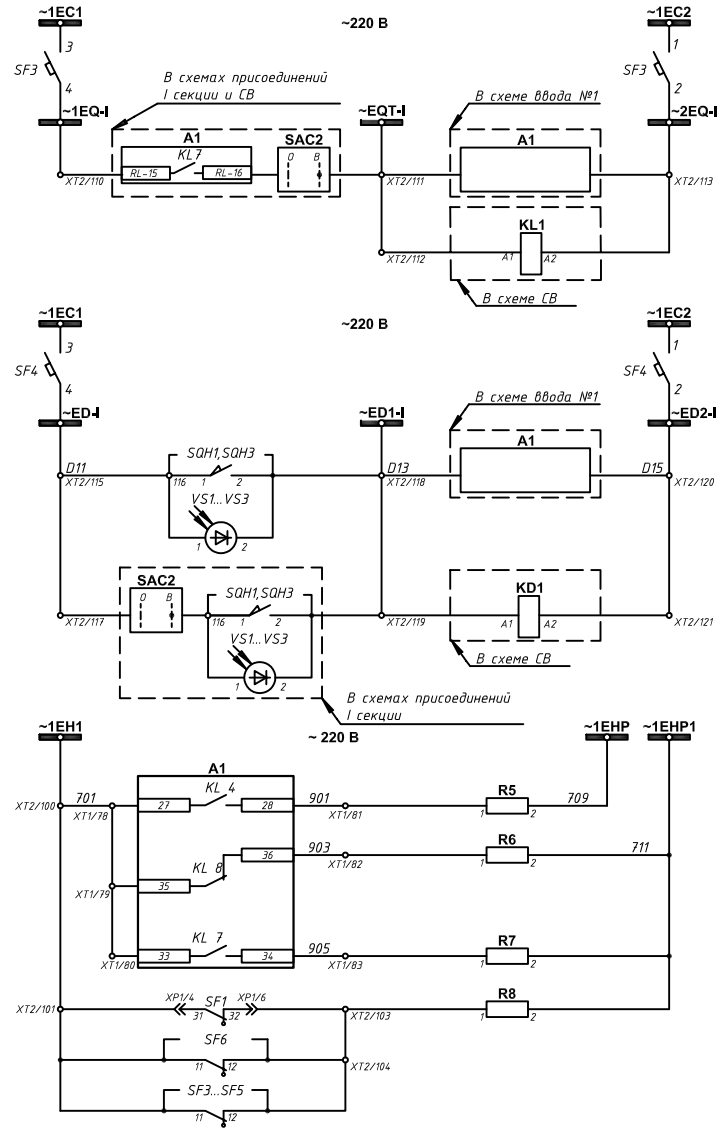 ~1EC1
~1EC2
~220 В
3
1
SF3
SF3
4
2
В схемах присоединений
I секции и СВ
В схеме ввода №1
~1EQ-I
~EQT-I
~2EQ-I
A1
SAC2
A1
KL7
O
B
RL-15
RL-16
XT2/110
XT2/111
XT2/113
KL1
XT2/112
A1
A2
В схеме СВ
~1EC1
~1EC2
~220 В
3
1
SF4
SF4
4
2
В схеме ввода №1
~ED-I
~ED1-I
~ED2-I
A1
SQH1,SQH3
D11
D13
D15
XT2/115
116
1
2
XT2/118
XT2/120
VS1...VS3
1
2
SAC2
KD1
O
B
SQH1,SQH3
XT2/117
116
1
2
XT2/119
A1
A2
XT2/121
VS1...VS3
В схеме СВ
1
2
В схемах присоединений
I секции
~1EH1
~ 220 В
~1EHP
~1EHP1
A1
XT2/100
701
27
KL 4
28
901
R5
709
XT1/78
XT1/81
1
2
36
903
R6
711
KL 8
XT1/82
1
2
XT1/79
35
KL 7
905
R7
XT1/80
33
34
XT1/83
1
2
XP1/4
SF1
XP1/6
R8
XT2/101
31
32
XT2/103
1
2
SF6
11
12
XT2/104
SF3...SF5
11
12